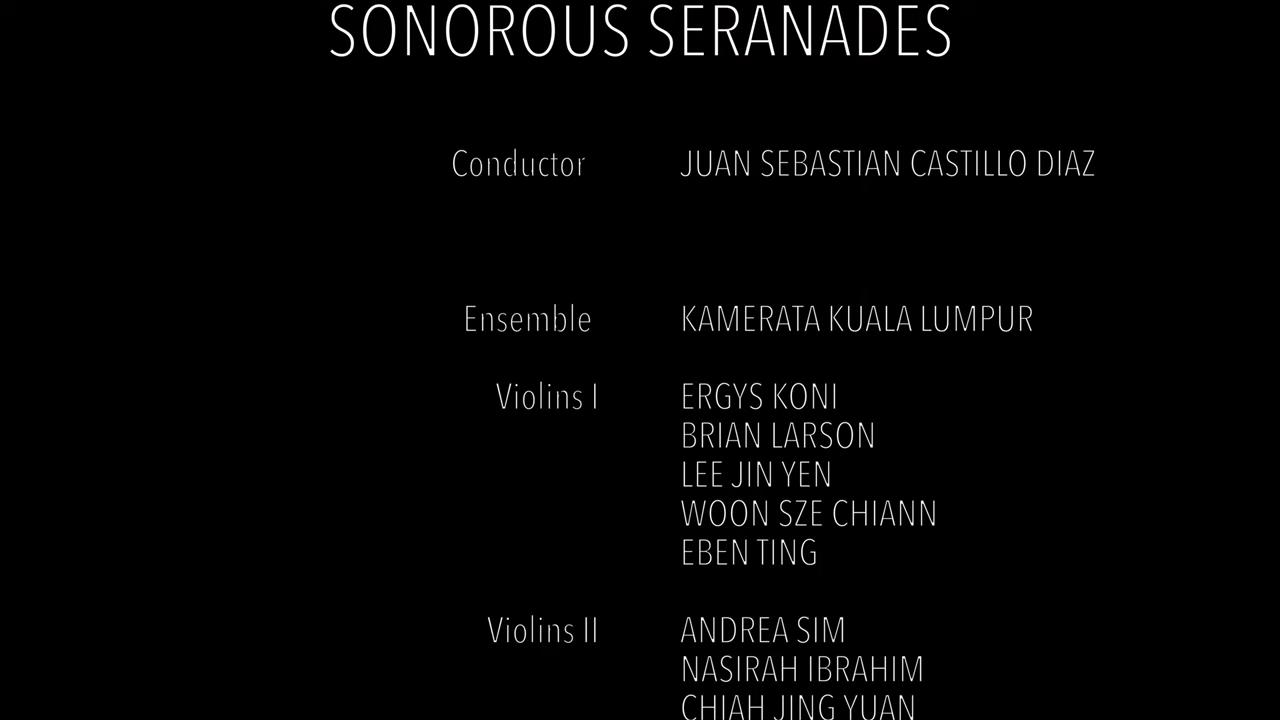 SONOROUS SERANADES
Conductor JUAN SEBASTIAN CASTILLO DIAZ
Ensemble KAMERATA KUALA LUMPUR
Violins I ERGYS KONI
BRIAN LARSON
LEE JIN YEN
WOON SZE CHIANN
EBEN TING
Violins II ANDREA SIM
NASIRAH IBRAHIM
CHIAH JING YUAN